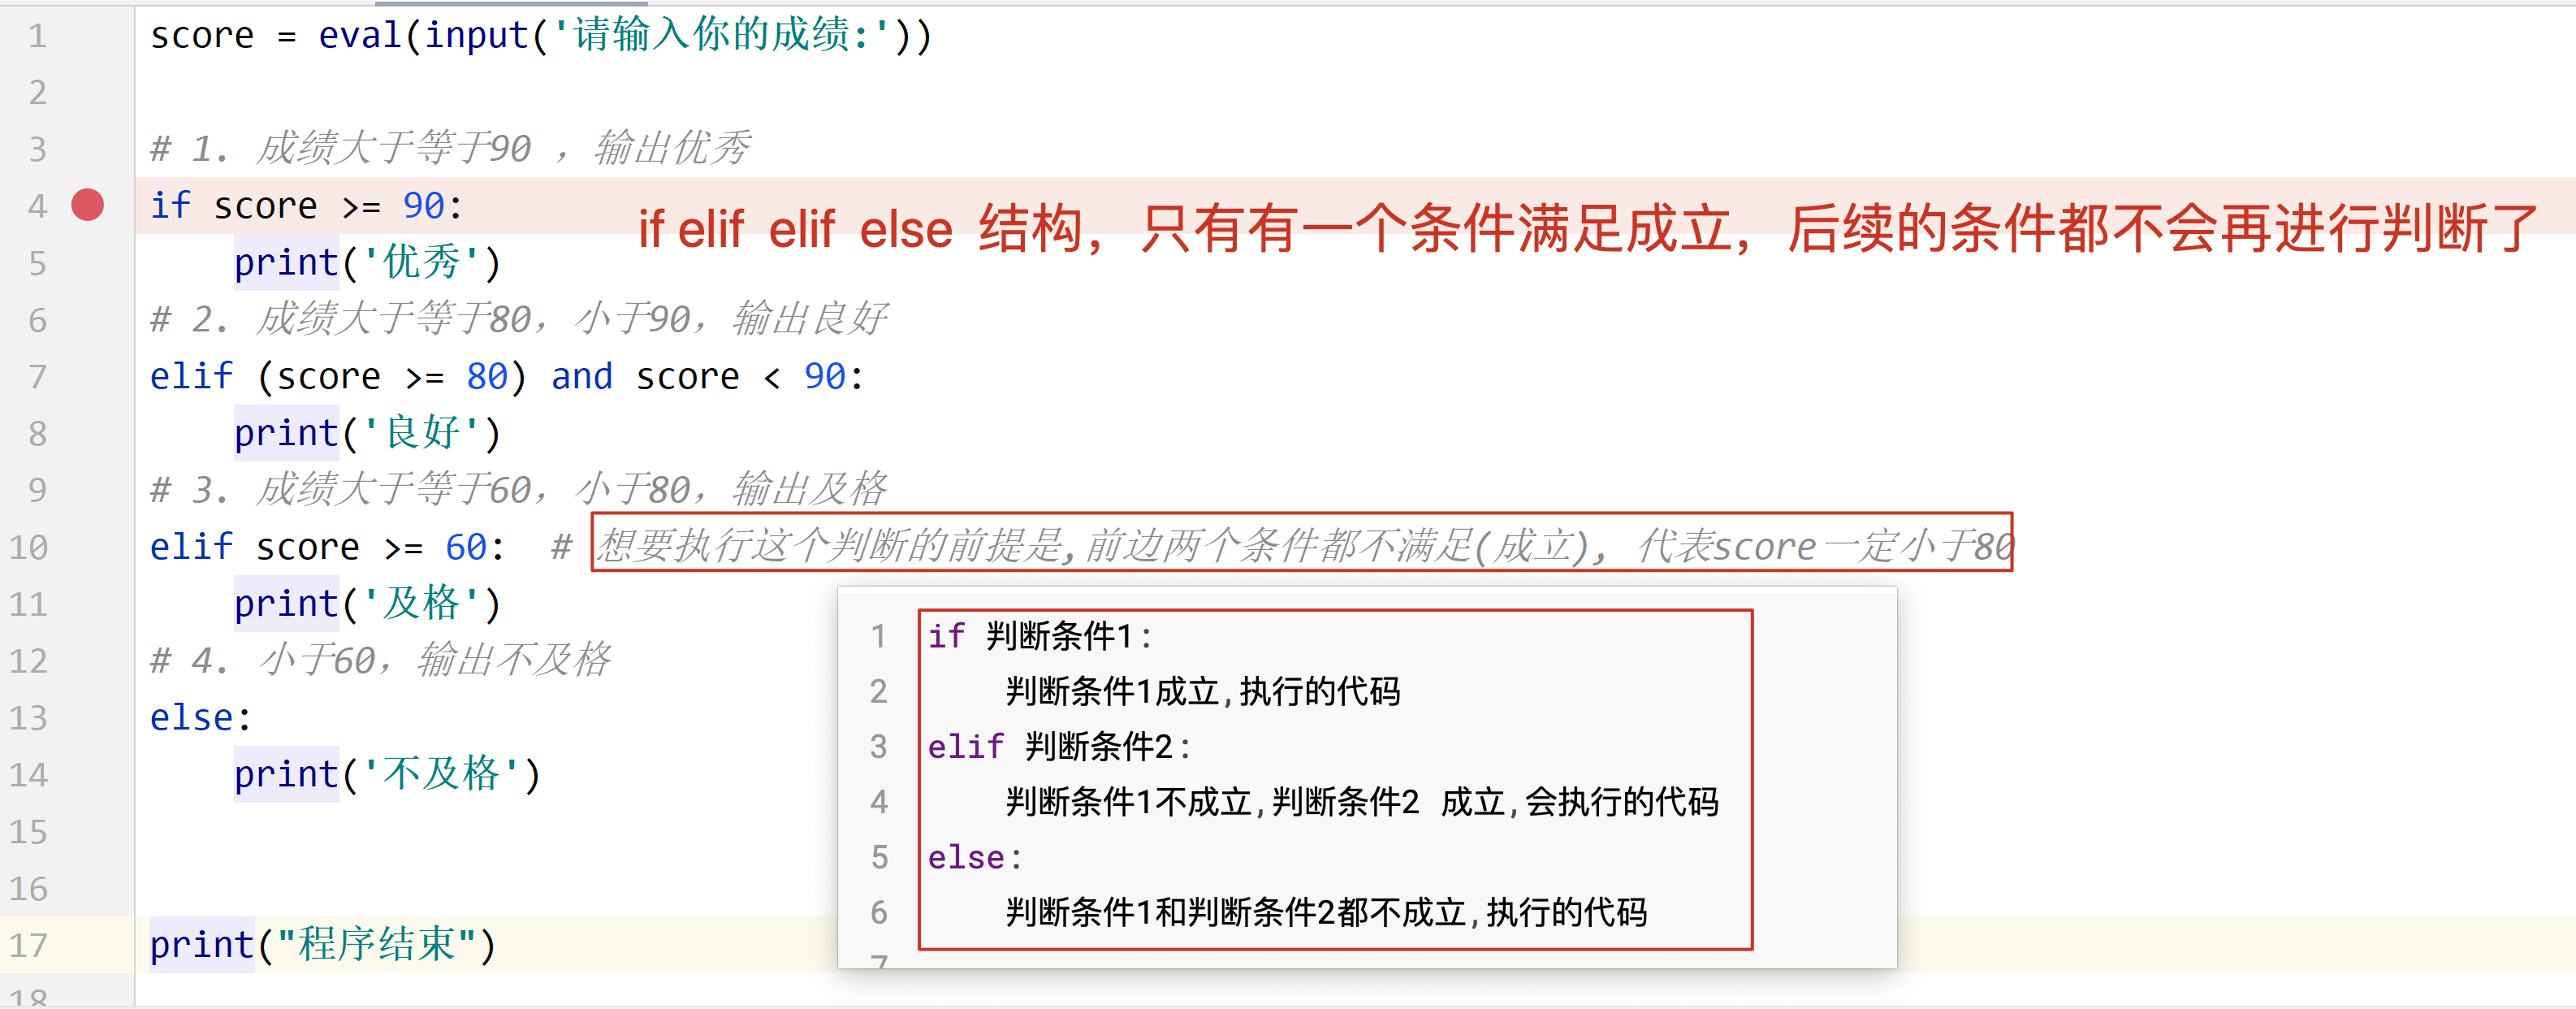 1 score = eval(input('请输入你的成绩:'))
2
3 # 1. 成绩大于等于90 ，输出优秀
4 if score >= 90:
if elif elif else 结构，只有有一个条件满足成立，后续的条件都不会再进行判断了
5     print('优秀')
6 # 2. 成绩大于等于80，小于90，输出良好
7 elif (score >= 80) and score < 90:
8     print('良好')
9 # 3. 成绩大于等于60，小于80，输出及格
10 elif score >= 60:  # 想要执行这个判断的前提是,前边两个条件都不满足(成立), 代表score一定小于80
11     print('及格')
12 # 4. 小于60，输出不及格
13 else:
14     print('不及格')
15
16
17 print("程序结束")
18
1 if 判断条件1:
2     判断条件1成立,执行的代码
3 elif 判断条件2:
4     判断条件1不成立,判断条件2 成立,会执行的代码
5 else:
6     判断条件1和判断条件2都不成立,执行的代码
7